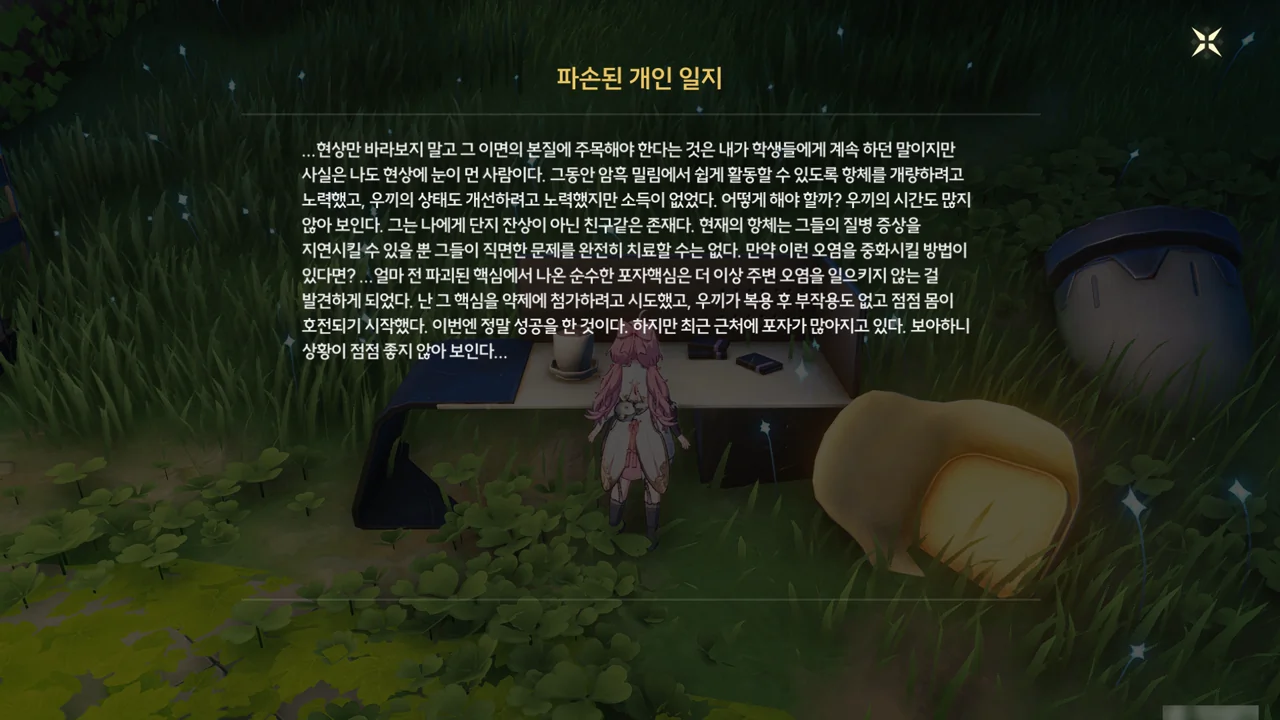 파손된 개인 일지
...현상만 바라보지 말고 그 이면의 본질에 주목해야 한다는 것은 내가 학생들에게 계속 하던 말이지만
사실은 나도 현상에 눈이 먼 사람이다. 그동안 암흑 밀림에서 쉽게 활동할 수 있도록 항체를 개량하려고
노력했고, 우끼의 상태도 개선하려고 노력했지만 소득이 없었다. 어떻게 해야 할까? 우끼의 시간도 많지
않아 보인다. 그는 나에게 단지 잔상이 아닌 친구같은 존재다. 현재의 항체는 그들의 질병 증상을
지연시킬 수 있을 뿐 그들이 직면한 문제를 완전히 치료할 수는 없다. 만약 이런 오염을 중화시킬 방법이
있다면? ...얼마 전 파괴된 핵심에서 나온 순수한 포자핵심은 더 이상 주변 오염을 일으키지 않는 걸
발견하게 되었다. 난 그 핵심을 약제에 첨가하려고 시도했고, 우끼가 복용 후 부작용도 없고 점점 몸이
호전되기 시작했다. 이번엔 정말 성공을 한 것이다. 하지만 최근 근처에 포자가 많아지고 있다. 보아하니
상황이 점점 좋지 않아 보인다...